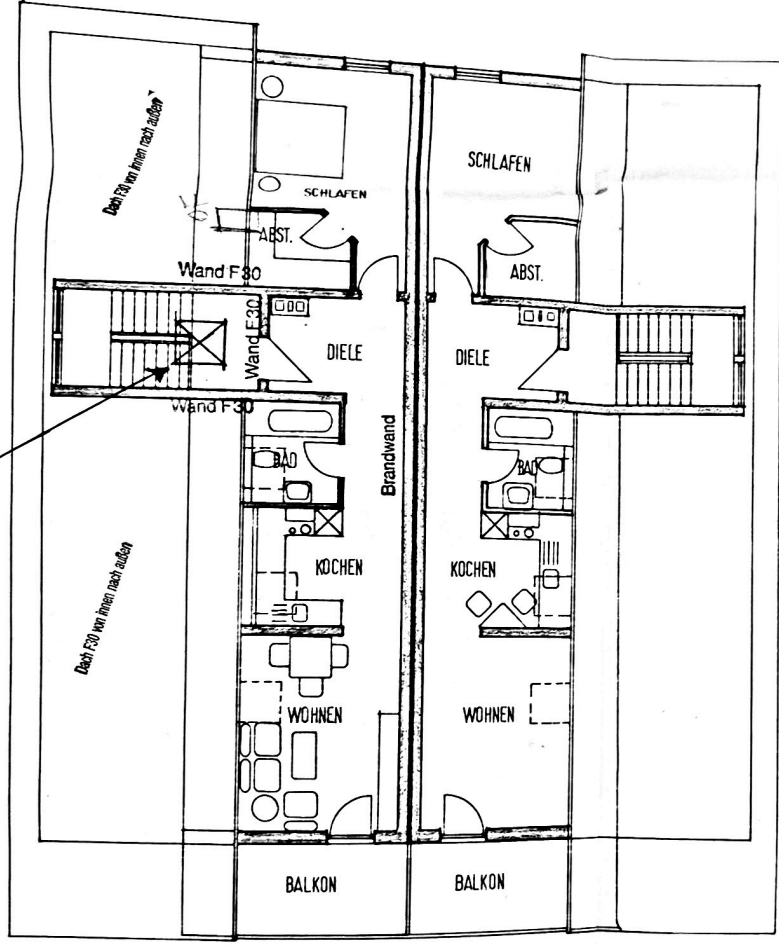 Dach F30 von innen nach außen
SCHLAFEN
SCHLAFEN
ABST.
ABST.
Wand F30
Wand F30
DIELE
DIELE
Wand F30
Brandwand
BAD
BAD
KOCHEN
KOCHEN
Dach F30 von innen nach außen
WOHNEN
WOHNEN
BALKON
BALKON